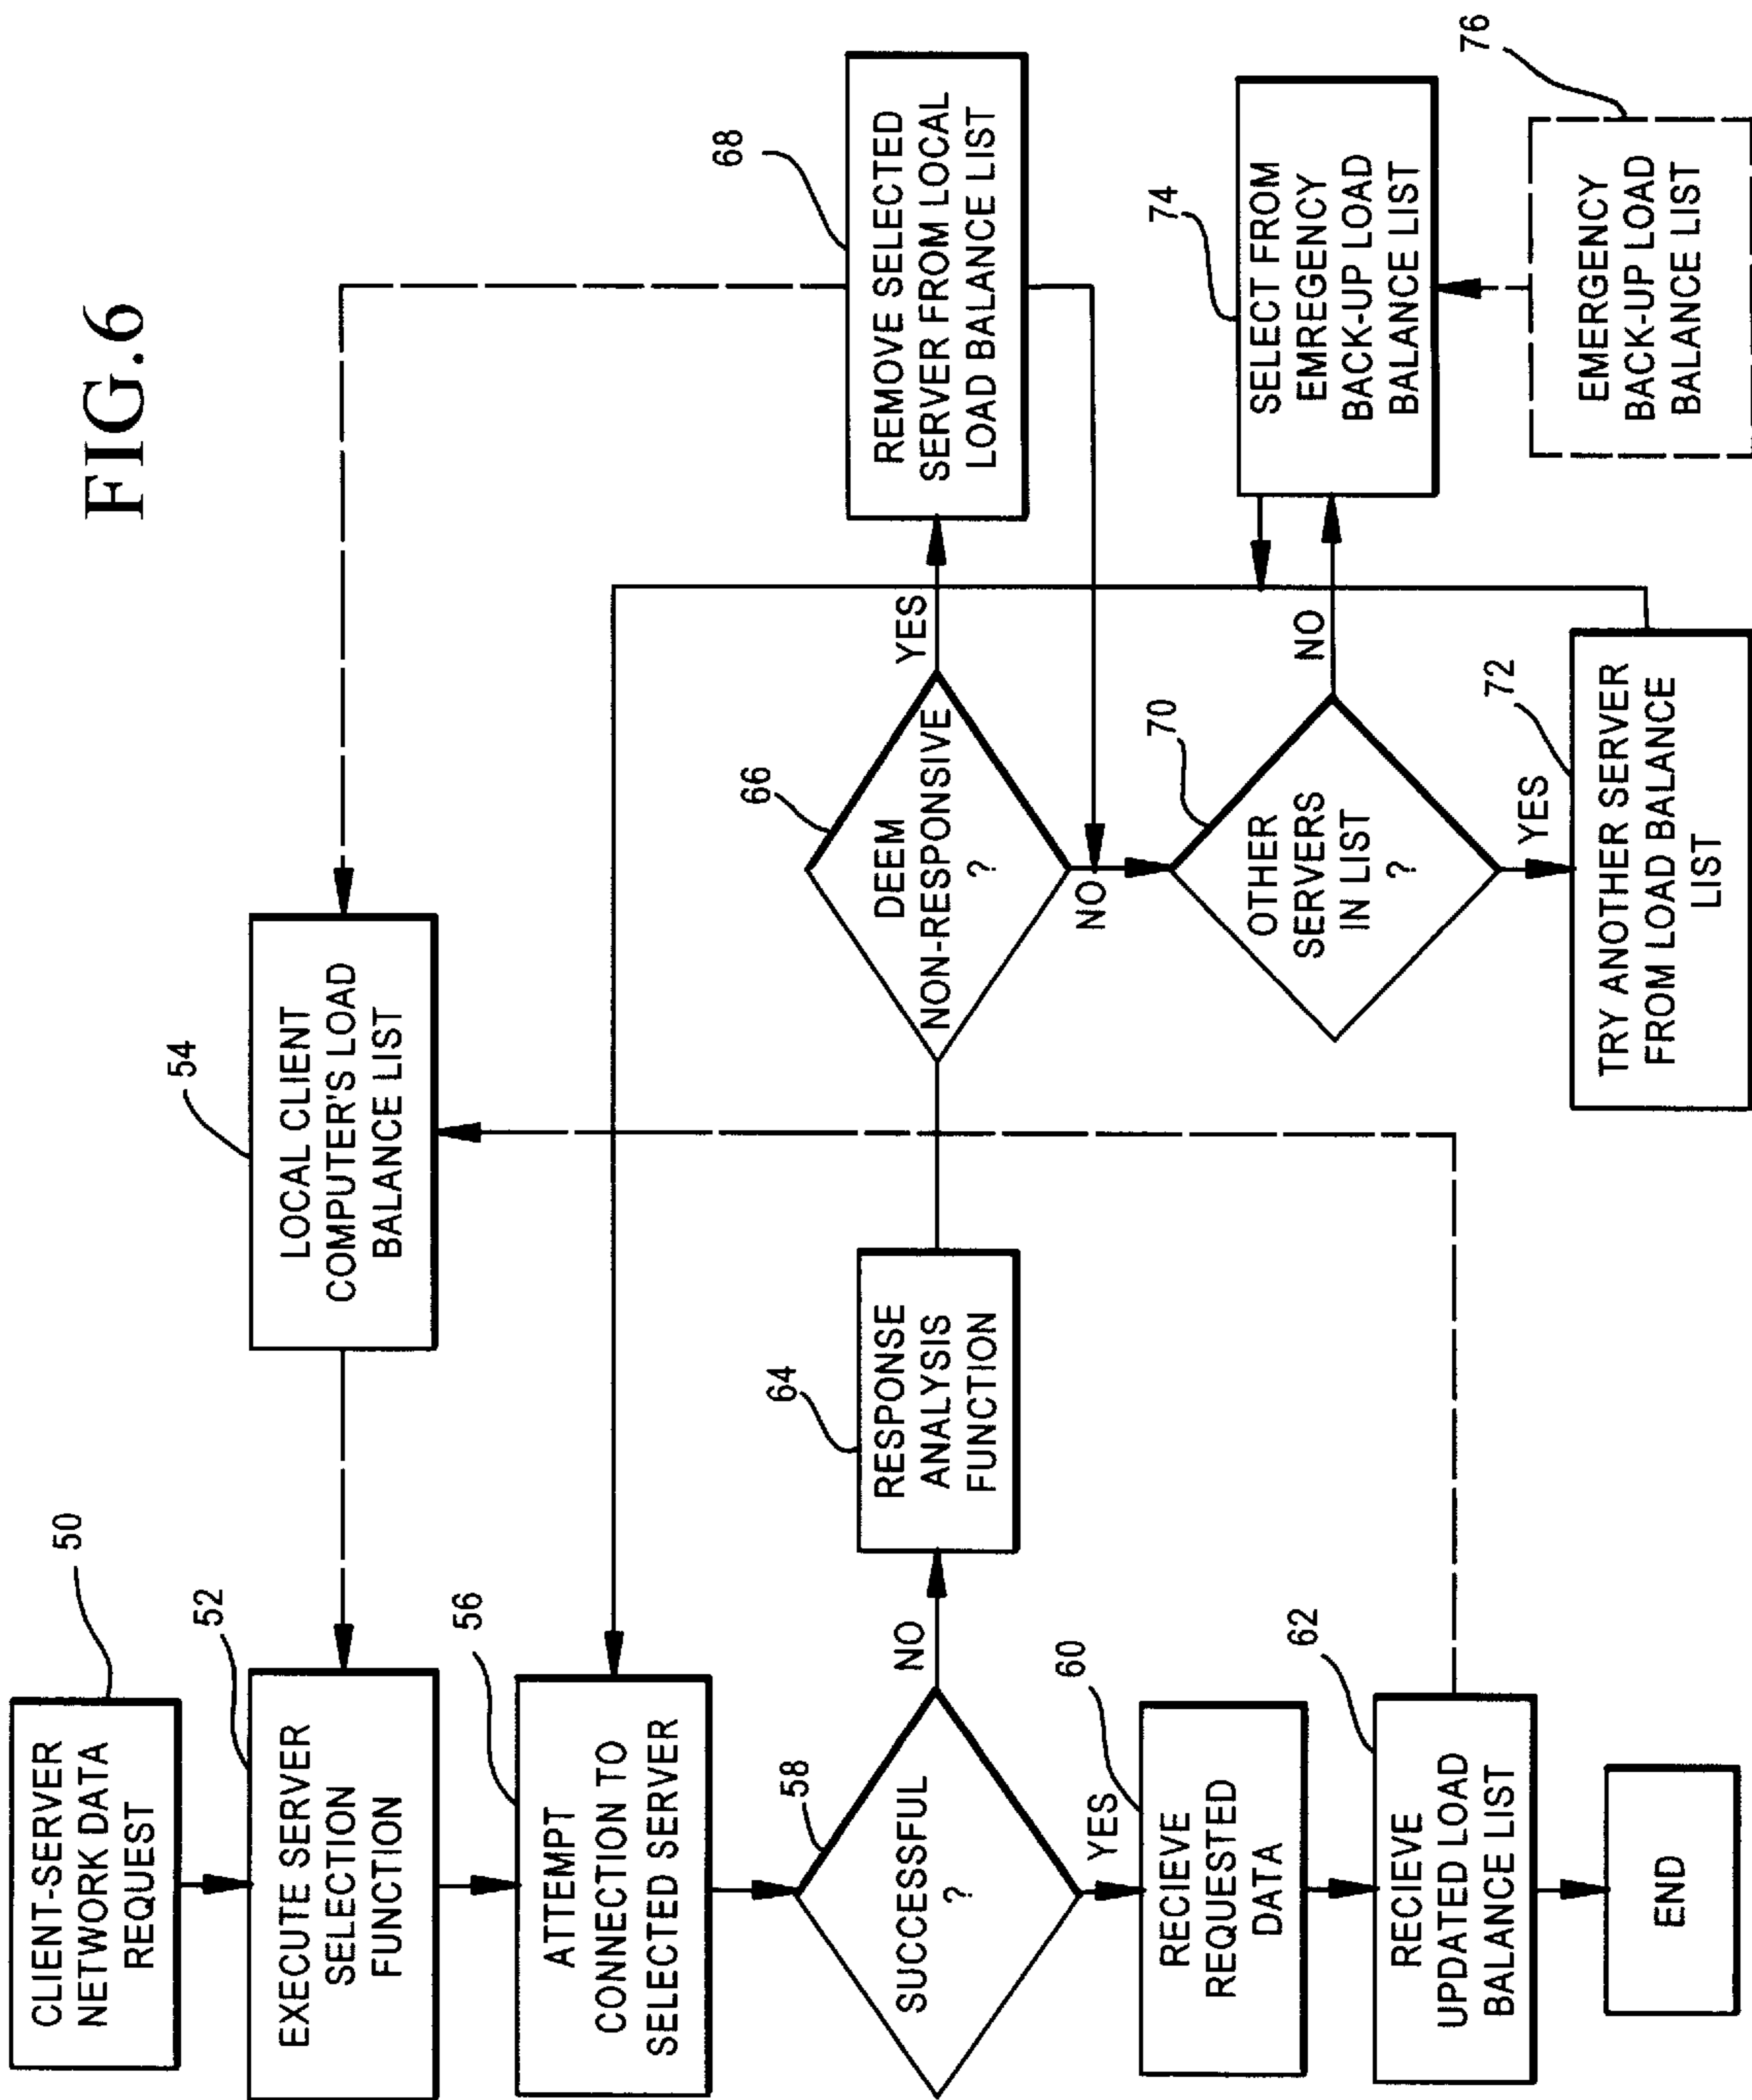 FIG.6
CLIENT-SERVER
NETWORK DATA
REQUEST
50
EXECUTE SERVER
SELECTION
FUNCTION
52
LOCAL CLIENT
COMPUTER'S LOAD
BALANCE LIST
54
ATTEMPT
CONNECTION TO
SELECTED SERVER
56
SUCCESSFUL
?
58
NO
YES
RECIEVE
REQUESTED
DATA
60
RECIEVE
UPDATED LOAD
BALANCE LIST
62
END
RESPONSE
ANALYSIS
FUNCTION
64
DEEM
NON-RESPONSIVE
?
66
YES
NO
REMOVE SELECTED
SERVER FROM LOCAL
LOAD BALANCE LIST
68
OTHER
SERVERS
IN LIST
?
70
NO
YES
TRY ANOTHER SERVER
FROM LOAD BALANCE
LIST
72
SELECT FROM
EMREGENCY
BACK-UP LOAD
BALANCE LIST
74
EMERGENCY
BACK-UP LOAD
BALANCE LIST
76